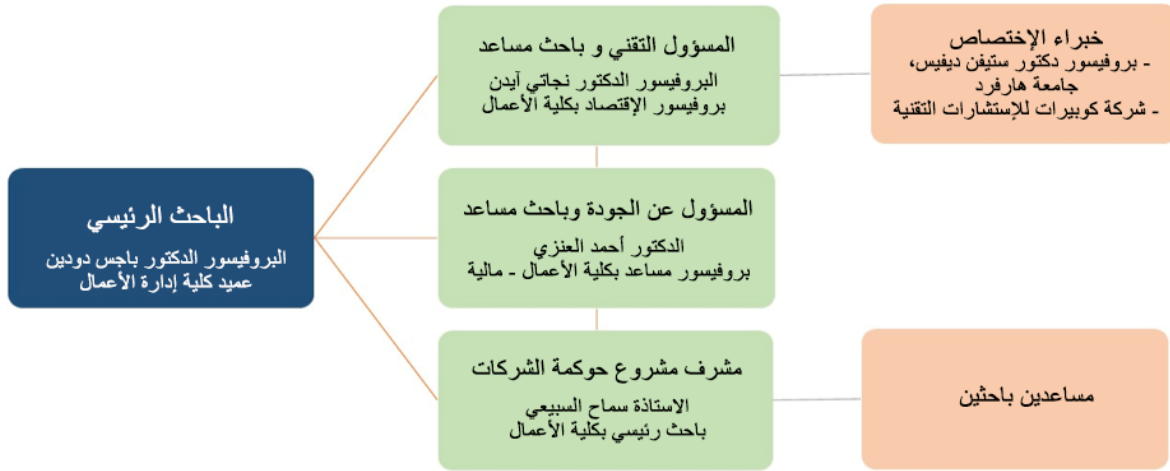 الباحث الرئيسي
البروفيسور الدكتور باجس دودين
عميد كلية إدارة الأعمال
المسؤول التقني و باحث مساعد
البروفيسور الدكتور نجاتي آيدن
بروفيسور الإقتصاد بكلية الأعمال
خبراء الإختصاص
- بروفيسور دكتور ستيفن ديفيس،
جامعة هارفرد
- شركة كوبيرات للإستشارات التقنية
المسؤول عن الجودة وباحث مساعد
الدكتور أحمد العنزي
بروفيسور مساعد بكلية الأعمال - مالية
مشرف مشروع حوكمة الشركات
الاستاذة سماح السبيعي
باحث رئيسي بكلية الأعمال
مساعدين باحثين